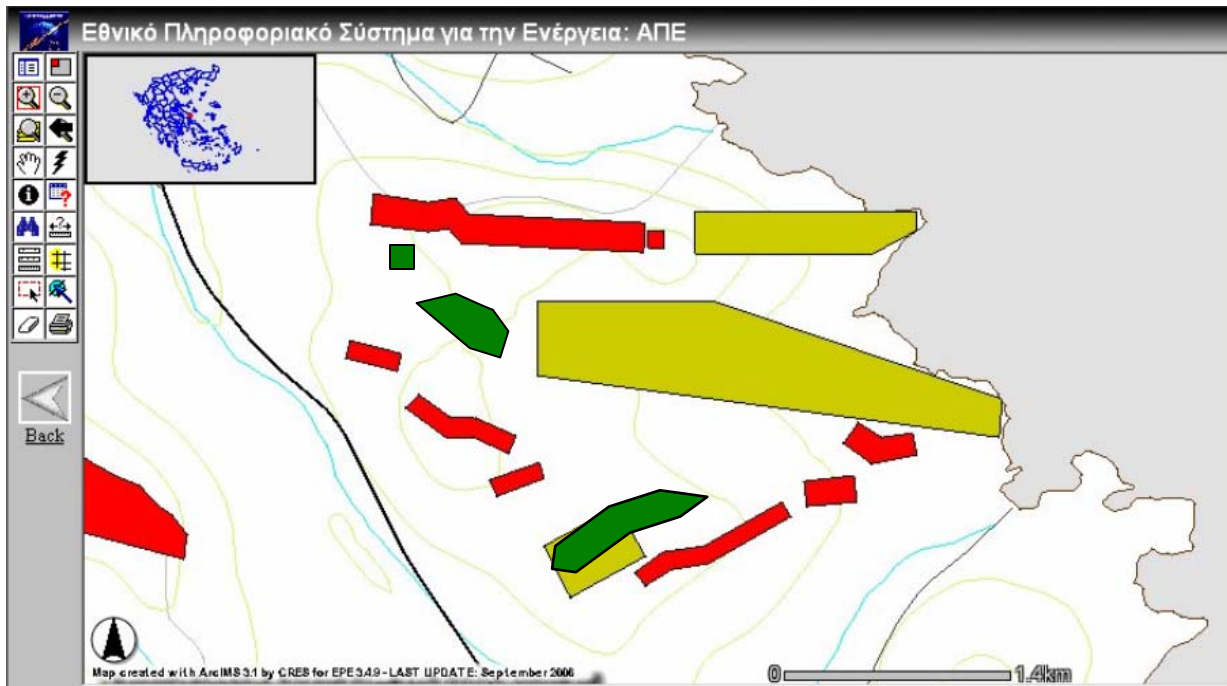 Εθνικό Πληροφοριακό Σύστημα για την Ενέργεια: ΑΠΕ
Back
Map created with ArcIMS 3.1 by CRES for EPE 3.4.9 - LAST UPDATE: September 2006
0 1.4km